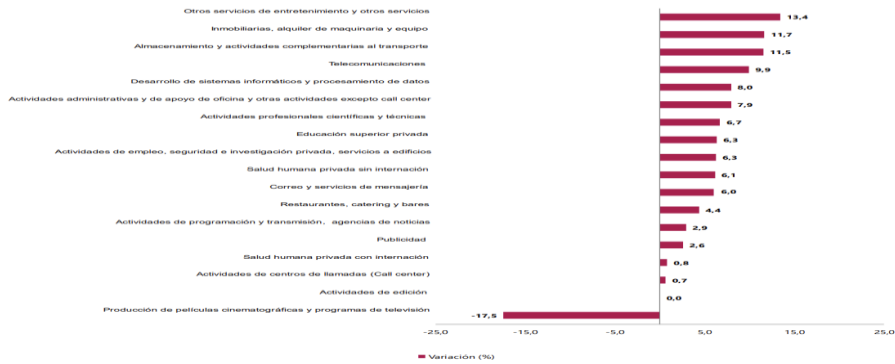 Otros servicios de entretenimiento y otros servicios
13,4
Inmobiliarias, alquiler de maquinaria y equipo
11,7
Almacenamiento y actividades complementarias al transporte
11,5
Telecomunicaciones
9,9
Desarrollo de sistemas informáticos y procesamiento de datos
8,0
Actividades administrativas y de apoyo de oficina y otras actividades excepto call center
7,9
Actividades profesionales científicas y técnicas
6,7
Educación superior privada
6,3
Actividades de empleo, seguridad e investigación privada, servicios a edificios
6,3
Salud humana privada sin internación
6,1
Correo y servicios de mensajería
6,0
Restaurantes, catering y bares
4,4
Actividades de programación y transmisión, agencias de noticias
2,9
Publicidad
2,6
Salud humana privada con internación
0,8
Actividades de centros de llamadas (Call center)
0,7
Actividades de edición
0,0
Producción de películas cinematográficas y programas de televisión
-17,5
-25,0 -15,0 -5,0 5,0 15,0 25,0
Variación (%)